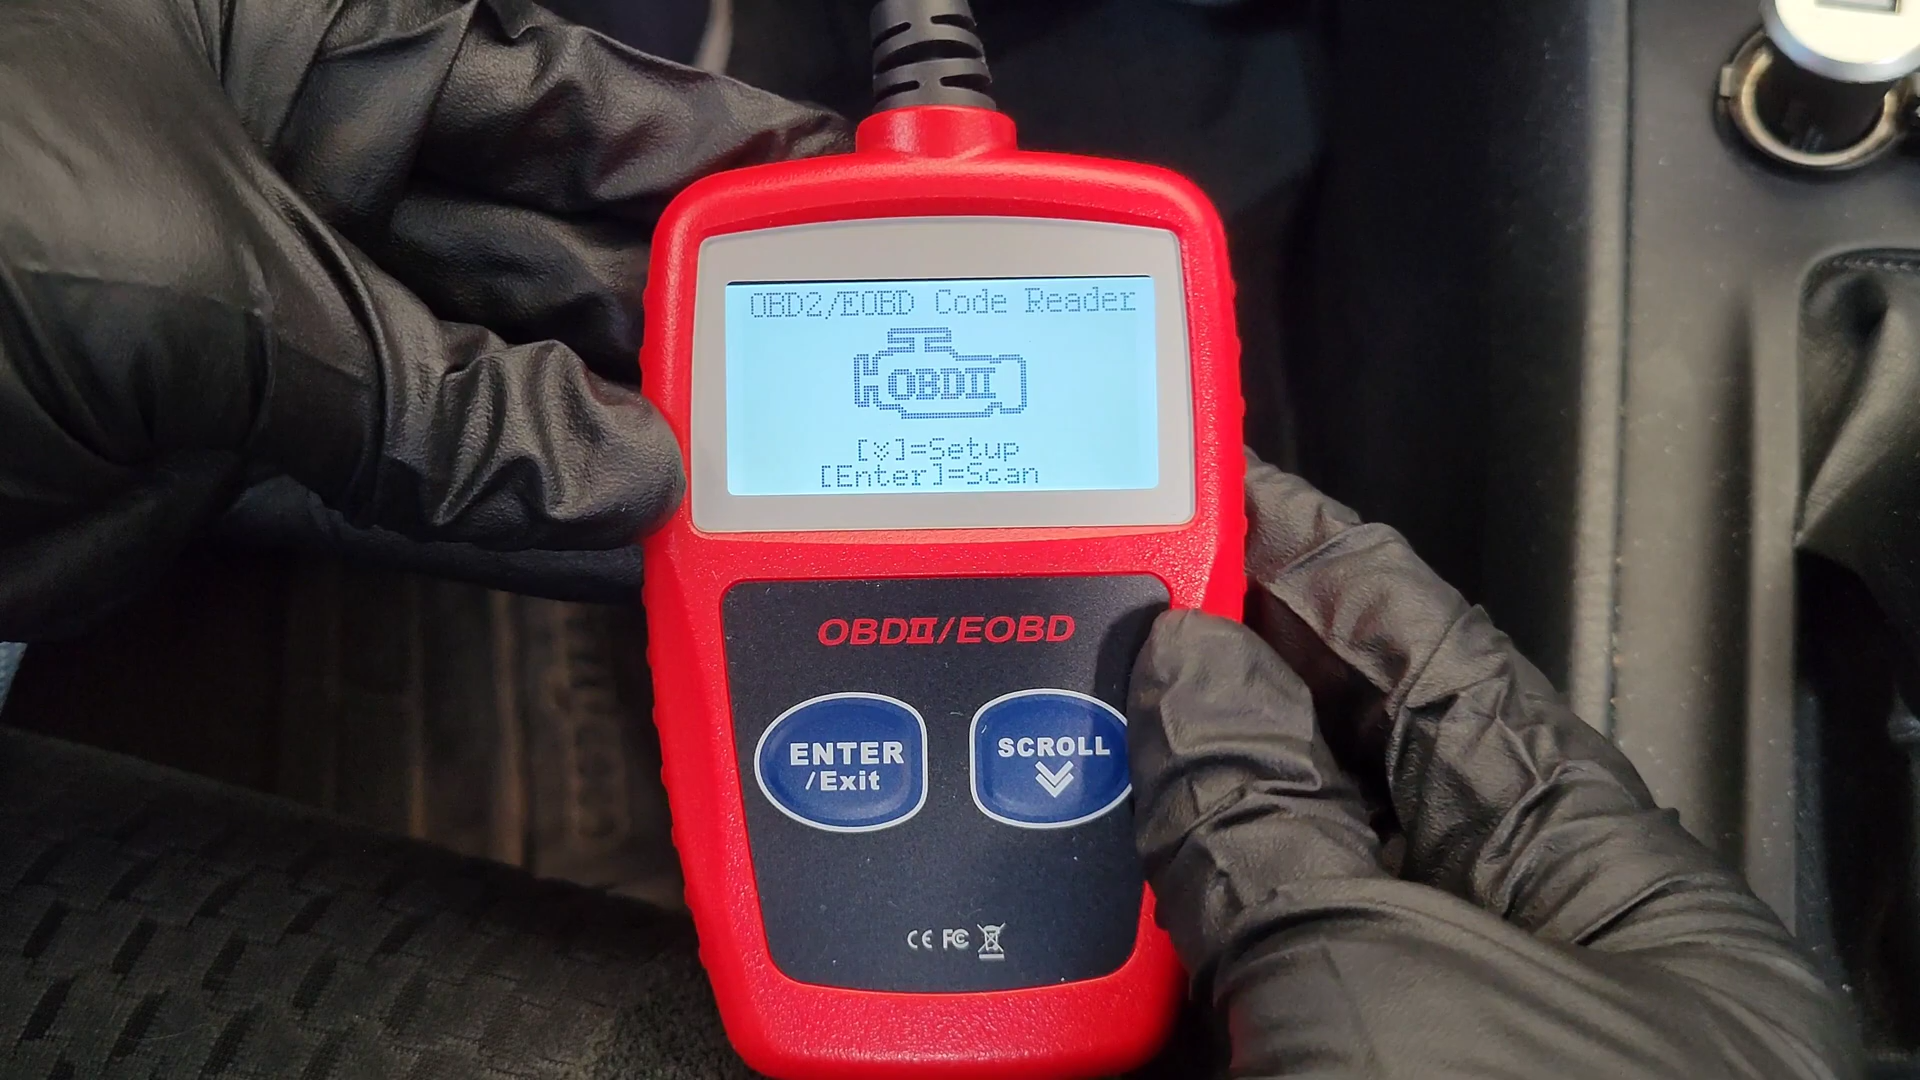 OBD2/EOBD Code Reader
OBDII
[⌄]=Setup
[Enter]=Scan
OBDII/EOBD
ENTER
/Exit
SCROLL
CE FC